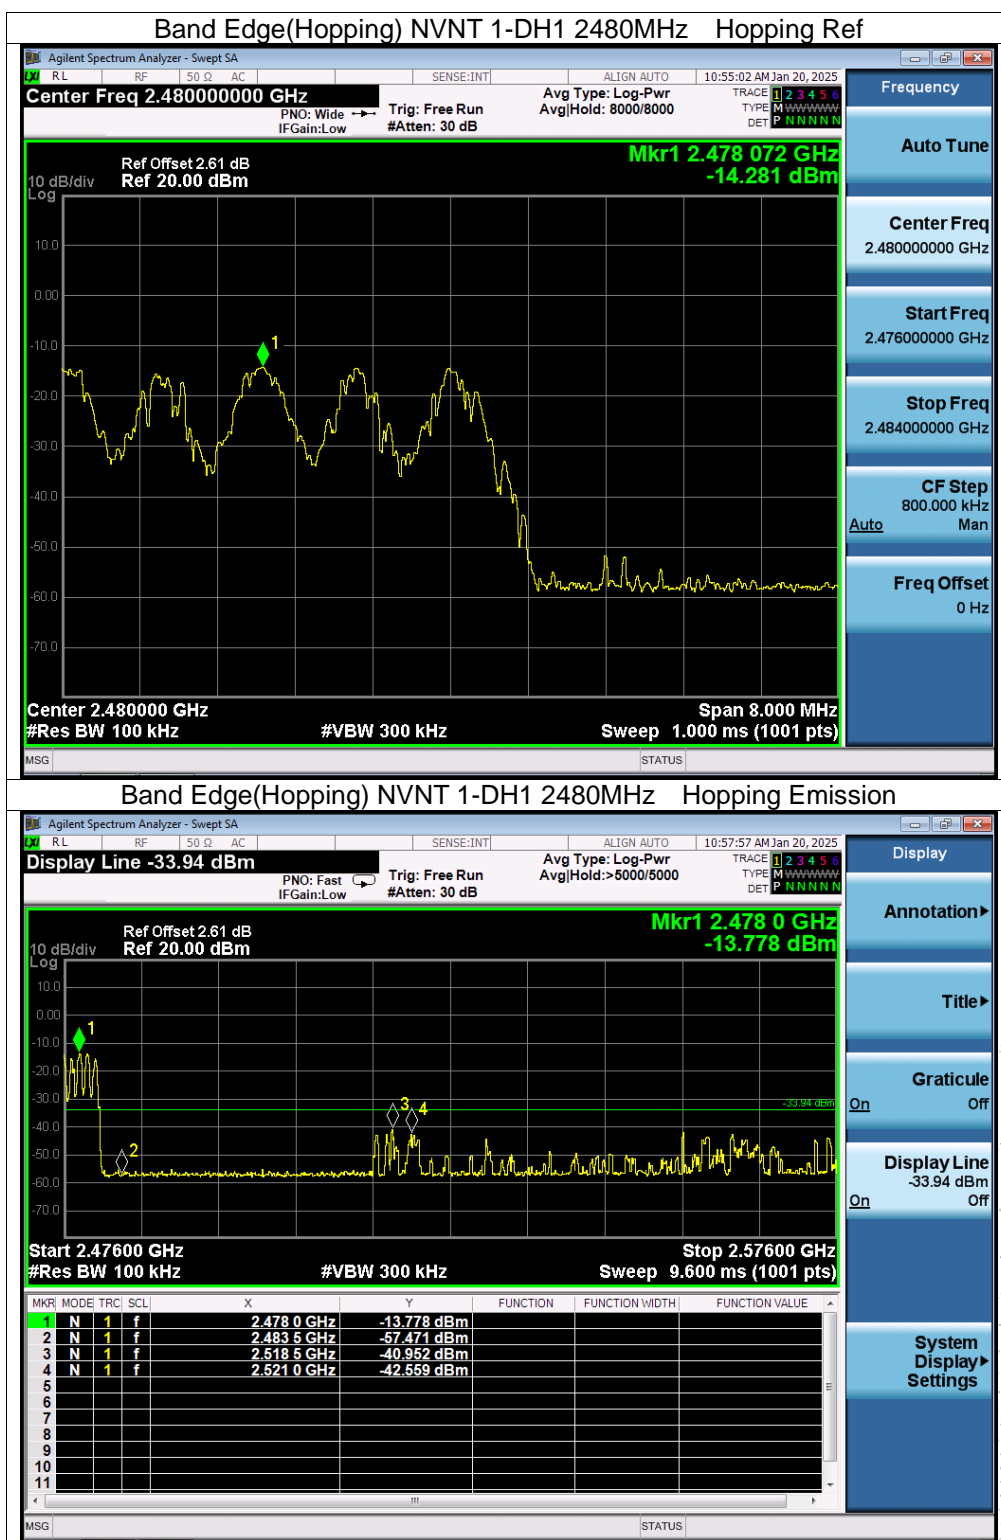 Band Edge(Hopping) NVNT 1-DH1 2480MHz Hopping Ref
Agilent Spectrum Analyzer - Swept SA
LXI RL RF 50 Ω AC SENSE:INT ALIGN AUTO 10:55:02 AM Jan 20, 2025
Center Freq 2.480000000 GHz
PNO: Wide
IFGain:Low
Trig: Free Run
#Atten: 30 dB
Avg Type: Log-Pwr
Avg|Hold: 8000/8000
TRACE 1 2 3 4 5 6
TYPE M WWWWW
DET P N N N N N
Frequency
Auto Tune
Center Freq
2.480000000 GHz
Start Freq
2.476000000 GHz
Stop Freq
2.484000000 GHz
CF Step
800.000 kHz
Auto Man
Freq Offset
0 Hz
Mkr1 2.478 072 GHz
-14.281 dBm
Ref Offset 2.61 dB
Ref 20.00 dBm
10 dB/div
Log
10.0
0.00
-10.0
-20.0
-30.0
-40.0
-50.0
-60.0
-70.0
1
Center 2.480000 GHz Span 8.000 MHz
#Res BW 100 kHz #VBW 300 kHz Sweep 1.000 ms (1001 pts)
MSG STATUS
Band Edge(Hopping) NVNT 1-DH1 2480MHz Hopping Emission
Agilent Spectrum Analyzer - Swept SA
LXI RL RF 50 Ω AC SENSE:INT ALIGN AUTO 10:57:57 AM Jan 20, 2025
Display Line -33.94 dBm
PNO: Fast
IFGain:Low
Trig: Free Run
#Atten: 30 dB
Avg Type: Log-Pwr
Avg|Hold:>5000/5000
TRACE 1 2 3 4 5 6
TYPE M WWWWW
DET P N N N N N
Display
Annotation
Title
Graticule
On Off
Display Line
-33.94 dBm
On Off
System
Display
Settings
Mkr1 2.478 0 GHz
-13.778 dBm
Ref Offset 2.61 dB
Ref 20.00 dBm
10 dB/div
Log
10.0
0.00
-10.0
-20.0
-30.0
-40.0
-50.0
-60.0
-70.0
1
2
3
4
-33.94 dBm
Start 2.47600 GHz Stop 2.57600 GHz
#Res BW 100 kHz #VBW 300 kHz Sweep 9.600 ms (1001 pts)
MKR MODE TRC SCL X Y FUNCTION FUNCTION WIDTH FUNCTION VALUE
1 N 1 f 2.478 0 GHz -13.778 dBm
2 N 1 f 2.483 5 GHz -57.471 dBm
3 N 1 f 2.518 5 GHz -40.952 dBm
4 N 1 f 2.521 0 GHz -42.559 dBm
5
6
7
8
9
10
11
MSG STATUS